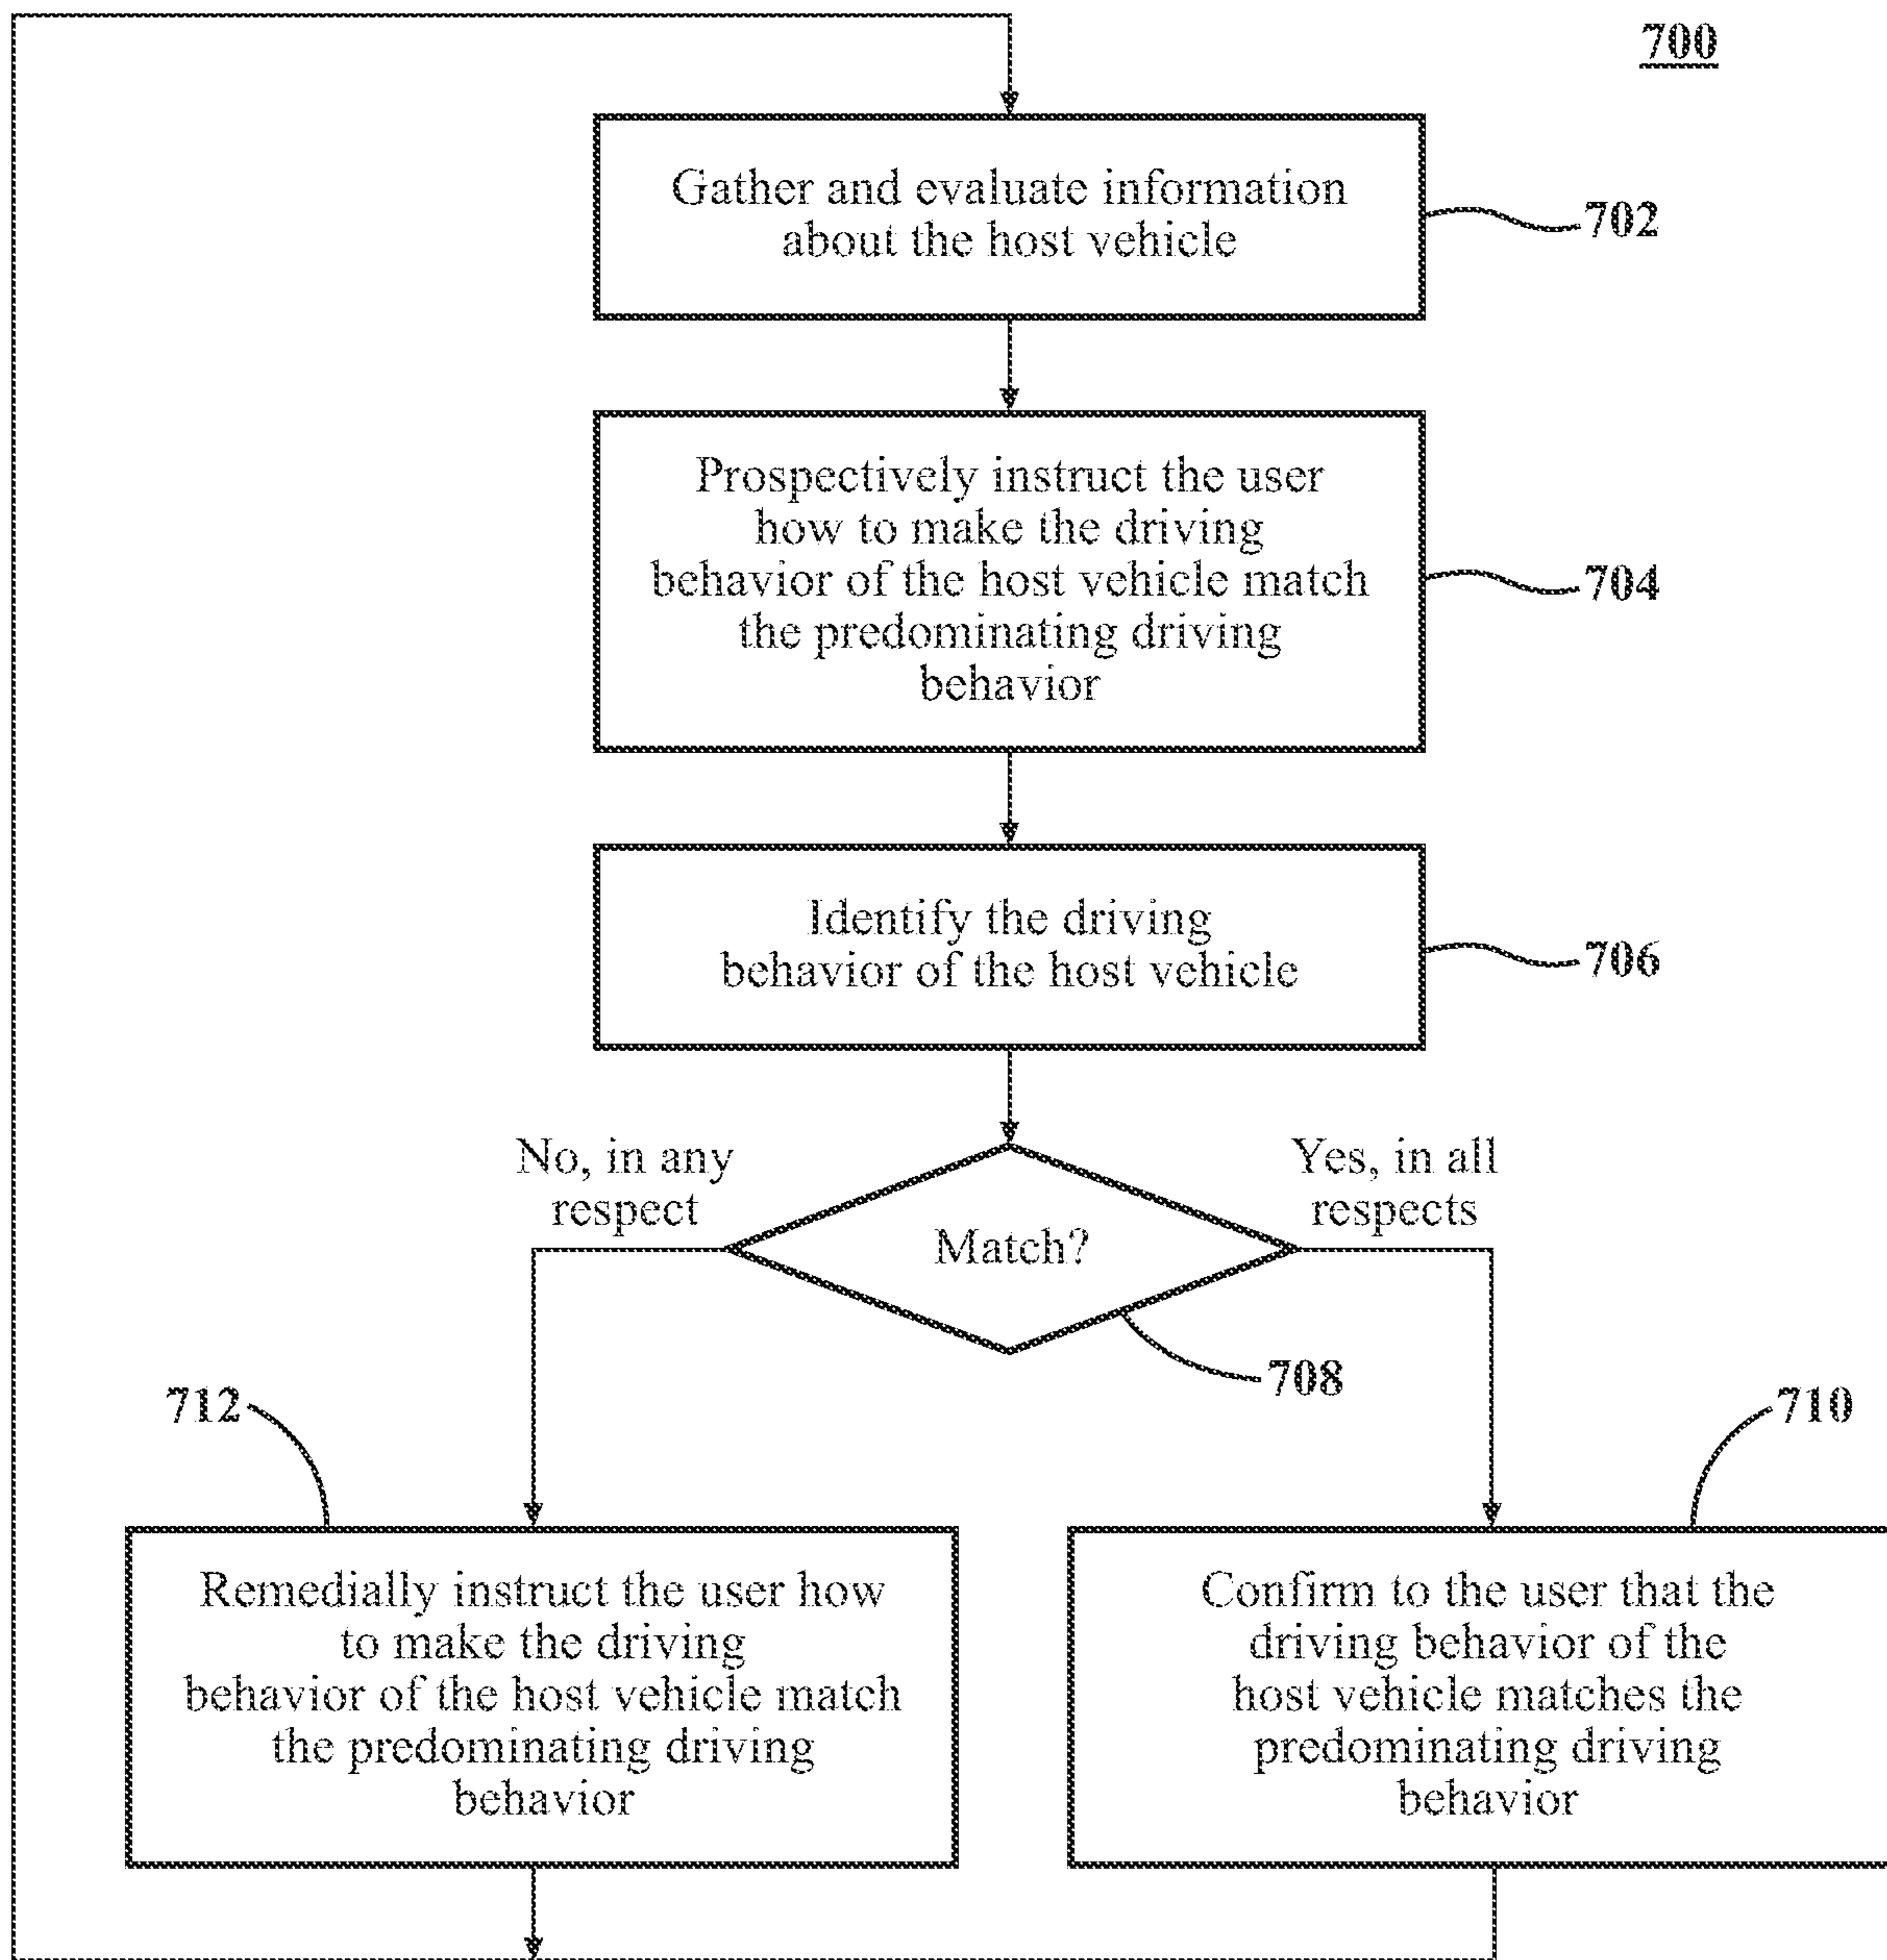 700
Gather and evaluate information
about the host vehicle
702
Prospectively instruct the user
how to make the driving
behavior of the host vehicle match
the predominating driving
behavior
704
Identify the driving
behavior of the host vehicle
706
No, in any
respect
Yes, in all
respects
Match?
708
712
710
Remedially instruct the user how
to make the driving
behavior of the host vehicle match
the predominating driving
behavior
Confirm to the user that the
driving behavior of the
host vehicle matches the
predominating driving
behavior